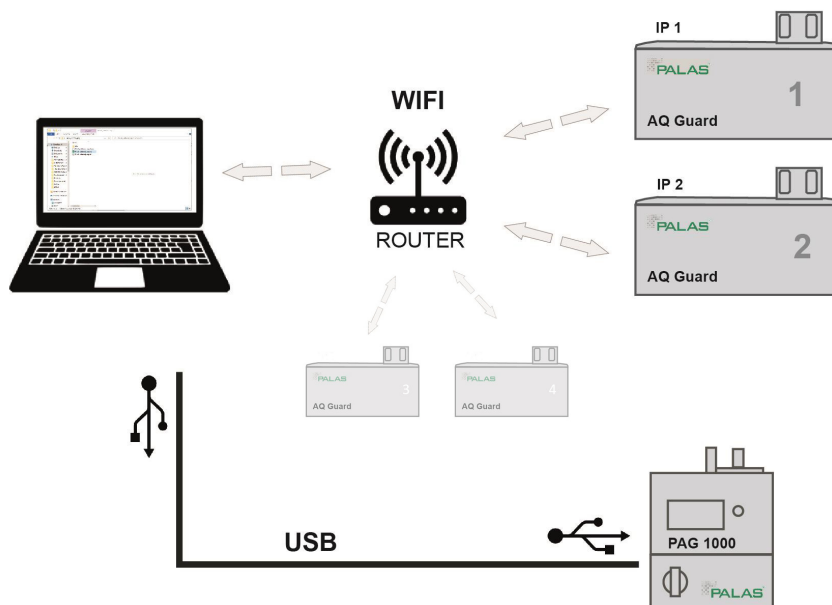 IP 1
PALAS
1
AQ Guard
WIFI
ROUTER
IP 2
PALAS
2
AQ Guard
PALAS
3
AQ Guard
PALAS
4
AQ Guard
USB
PAG 1000
PALAS